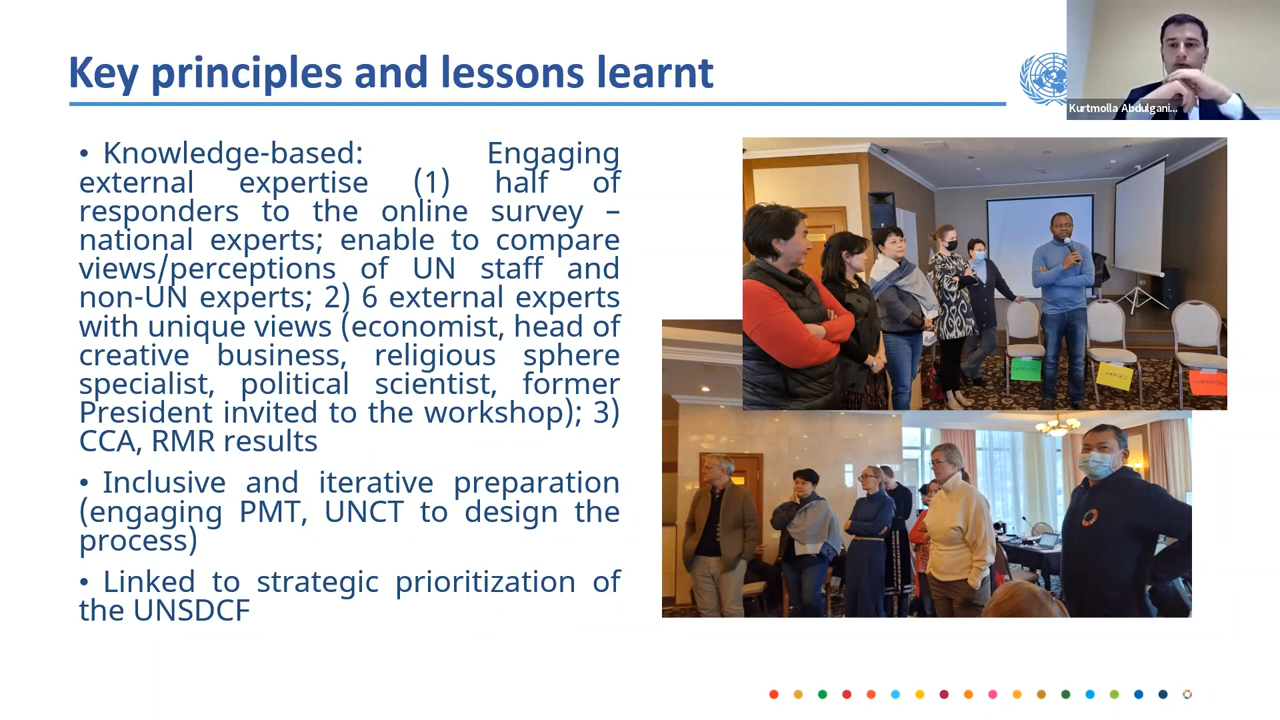 Key principles and lessons learnt
Kurtmolla Abdulgani...
• Knowledge-based: Engaging
external expertise (1) half of
responders to the online survey –
national experts; enable to compare
views/perceptions of UN staff and
non-UN experts; 2) 6 external experts
with unique views (economist, head of
creative business, religious sphere
specialist, political scientist, former
President invited to the workshop); 3)
CCA, RMR results
• Inclusive and iterative preparation
(engaging PMT, UNCT to design the
process)
• Linked to strategic prioritization of
the UNSDCF